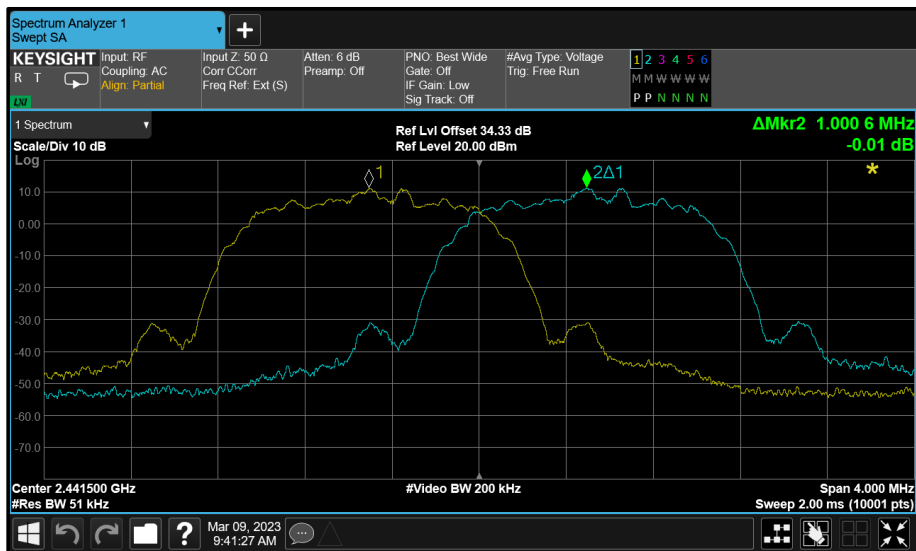 Spectrum Analyzer 1
Swept SA
+
KEYSIGHT
R T
LXI
Input: RF
Coupling: AC
Align: Partial
Input Z: 50 Ω
Corr CCorr
Freq Ref: Ext (S)
Atten: 6 dB
Preamp: Off
PNO: Best Wide
Gate: Off
IF Gain: Low
Sig Track: Off
#Avg Type: Voltage
Trig: Free Run
1 2 3 4 5 6
M M W W W W
P P N N N N
1 Spectrum
Scale/Div 10 dB
Ref Lvl Offset 34.33 dB
Ref Level 20.00 dBm
ΔMkr2 1.000 6 MHz
-0.01 dB
Log
1
2Δ1
*
10.0
0.00
-10.0
-20.0
-30.0
-40.0
-50.0
-60.0
-70.0
Center 2.441500 GHz
#Video BW 200 kHz
Span 4.000 MHz
#Res BW 51 kHz
Sweep 2.00 ms (10001 pts)
?
Mar 09, 2023
9:41:27 AM